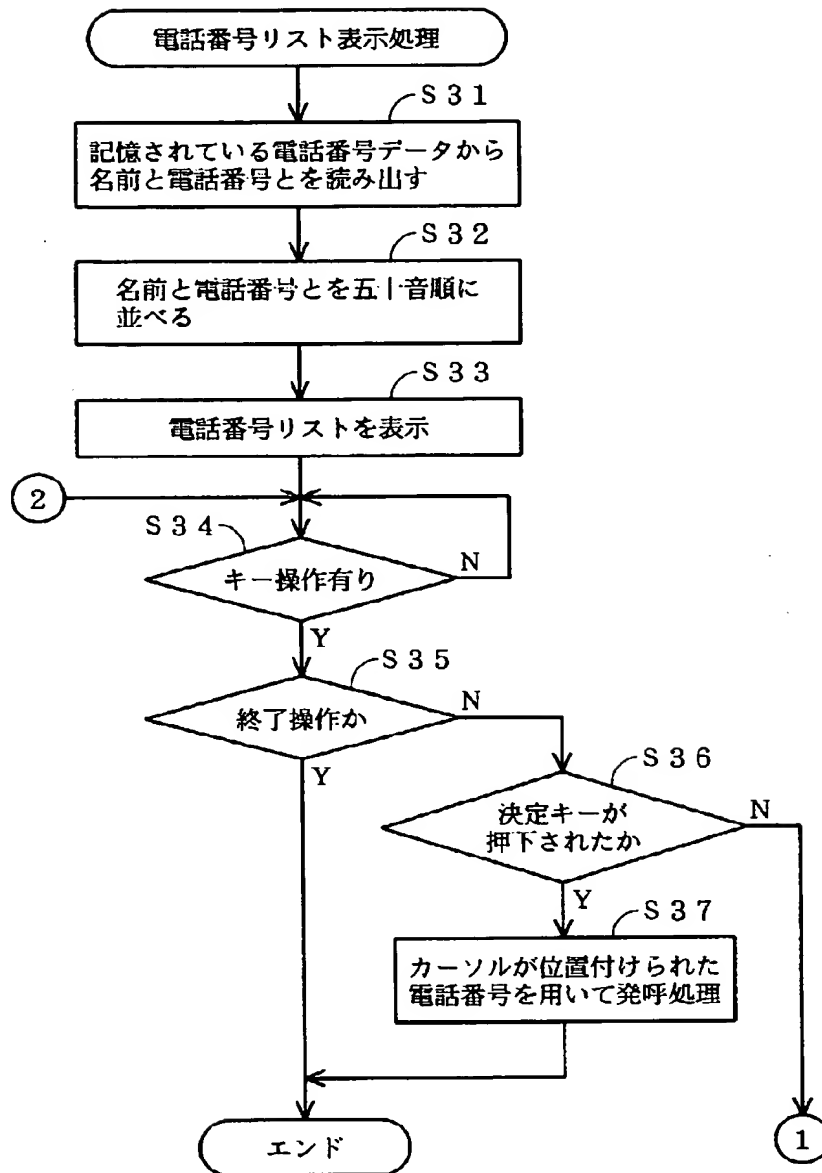 電話番号リスト表示処理
S31
記憶されている電話番号データから
名前と電話番号とを読み出す
S32
名前と電話番号とを五十音順に
並べる
S33
電話番号リストを表示
2
S34
キー操作有り
N
Y
S35
終了操作か
N
Y
S36
決定キーが
押下されたか
N
Y
S37
カーソルが位置付けられた
電話番号を用いて発呼処理
エンド
1